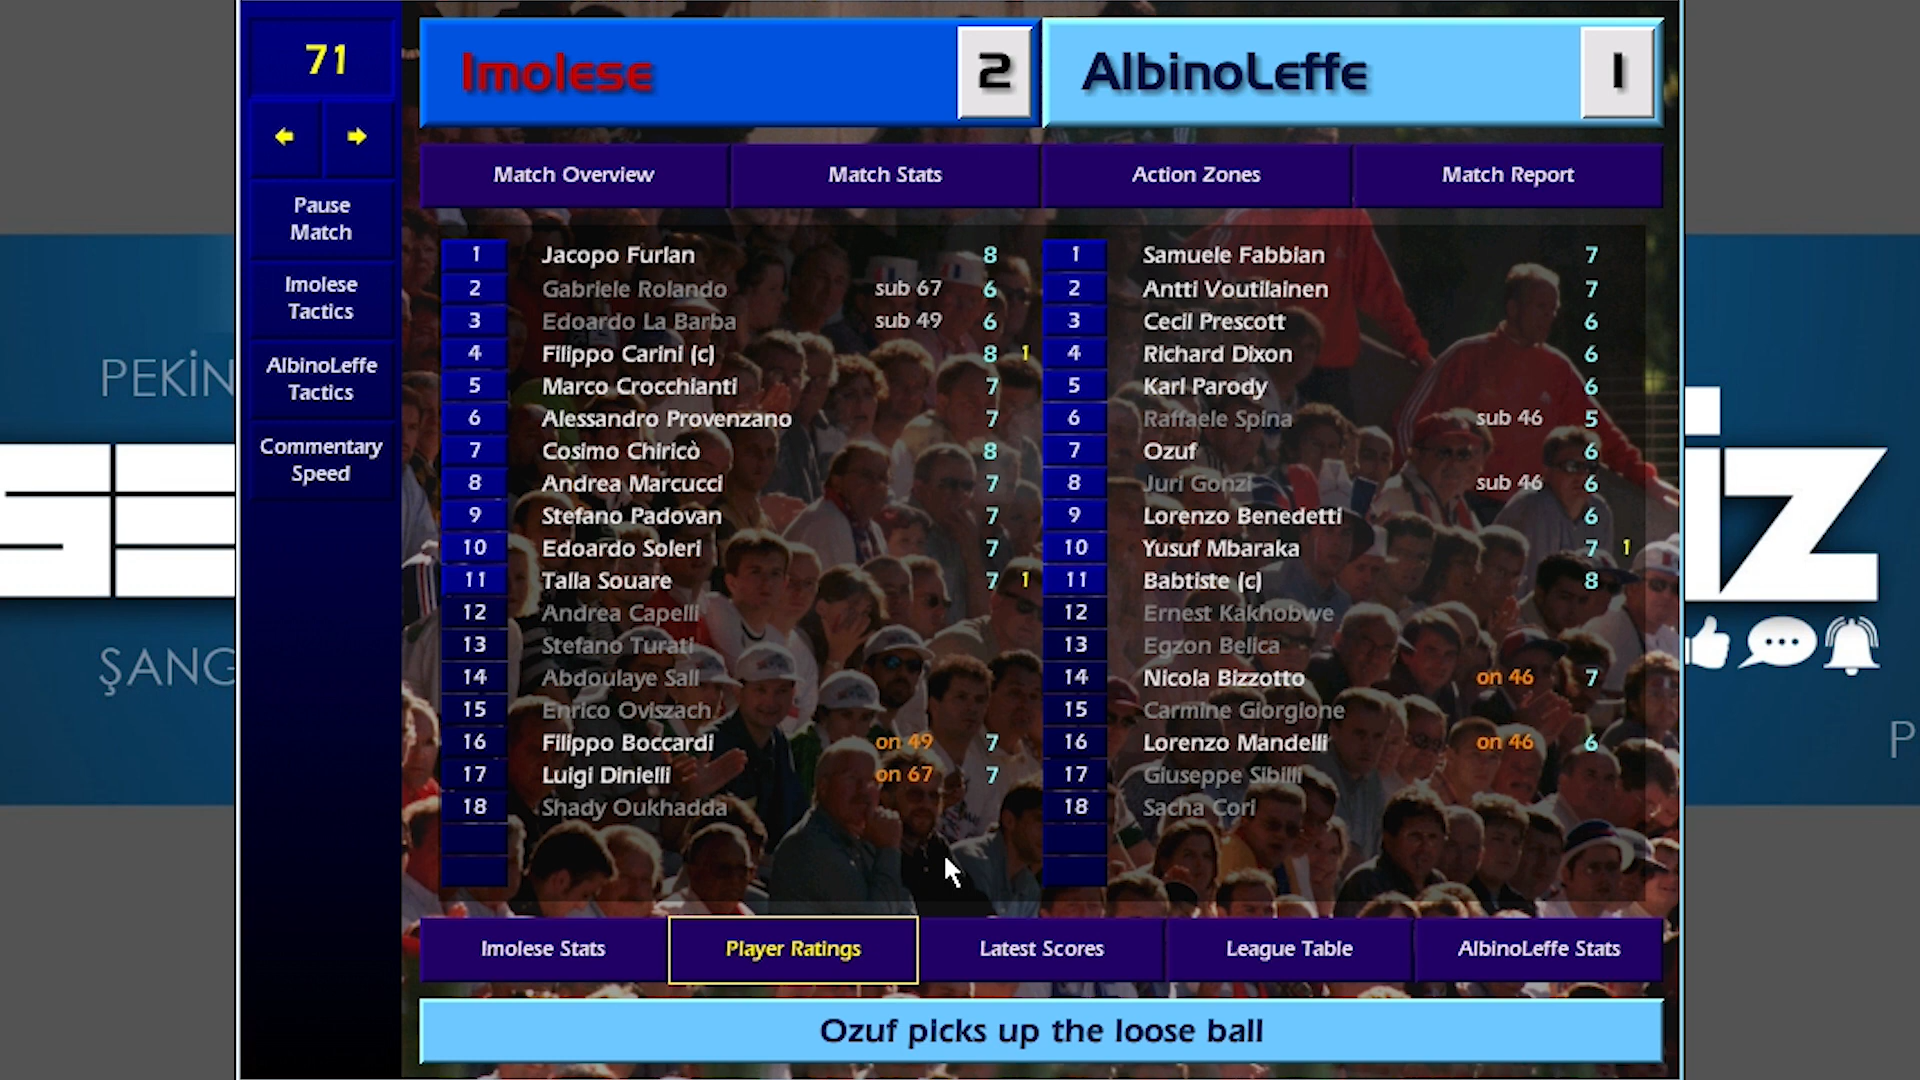 71
Imolese 2
AlbinoLeffe 1
Match Overview
Match Stats
Action Zones
Match Report
Pause
Match
Imolese
Tactics
AlbinoLeffe
Tactics
Commentary
Speed
1 Jacopo Furlan 8
2 Gabriele Rolando sub 67 6
3 Edoardo La Barba sub 49 6
4 Filippo Carini (c) 8 1
5 Marco Crocchianti 7
6 Alessandro Provenzano 7
7 Cosimo Chiricò 8
8 Andrea Marcucci 7
9 Stefano Padovan 7
10 Edoardo Soleri 7
11 Talla Souare 7 1
12 Andrea Capelli
13 Stefano Turati
14 Abdoulaye Sall
15 Enrico Oviszach
16 Filippo Boccardi on 49 7
17 Luigi Dinielli on 67 7
18 Shady Oukhadda
1 Samuele Fabbian 7
2 Antti Voutilainen 7
3 Cecil Prescott 6
4 Richard Dixon 6
5 Karl Parody 6
6 Raffaele Spina sub 46 5
7 Ozuf 6
8 Juri Gonzi sub 46 6
9 Lorenzo Benedetti 6
10 Yusuf Mbaraka 7 1
11 Babtiste (c) 8
12 Ernest Kakhobwe
13 Egzon Belica
14 Nicola Bizzotto on 46 7
15 Carmine Giorgione
16 Lorenzo Mandelli on 46 6
17 Giuseppe Sibilli
18 Sacha Cori
Imolese Stats
Player Ratings
Latest Scores
League Table
AlbinoLeffe Stats
Ozuf picks up the loose ball
PEKİN
SE
ŞANG
iz
P